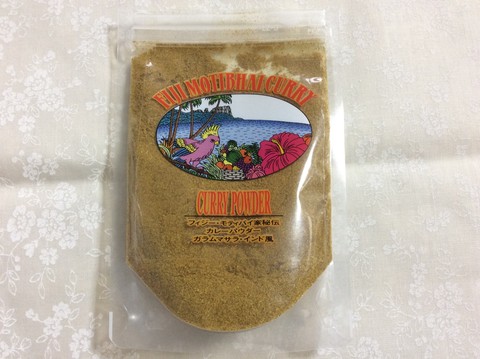 FIJI MOTIBHAI CURRY
CURRY POWDER
フィジー・モティバイ家秘伝
カレーパウダー
ガラムマサラ・インド風